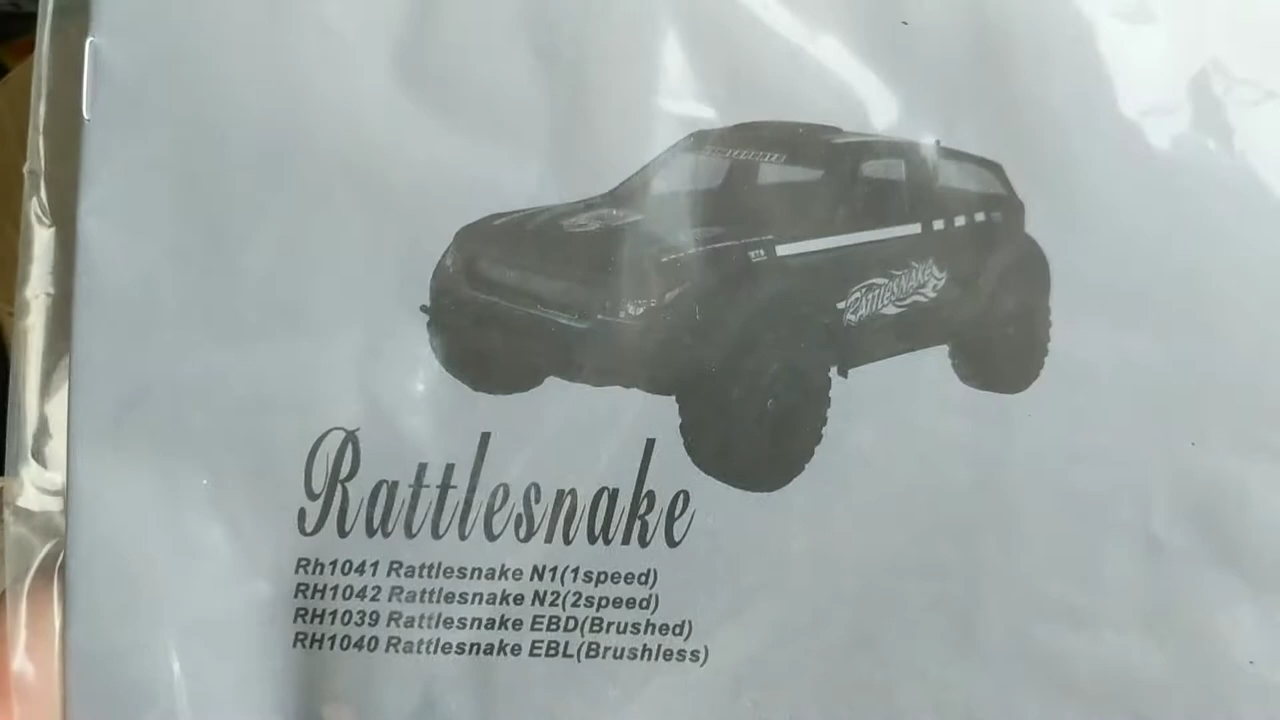 RATTLESNAKE
Rattlesnake
Rh1041 Rattlesnake N1(1speed)
RH1042 Rattlesnake N2(2speed)
RH1039 Rattlesnake EBD(Brushed)
RH1040 Rattlesnake EBL(Brushless)